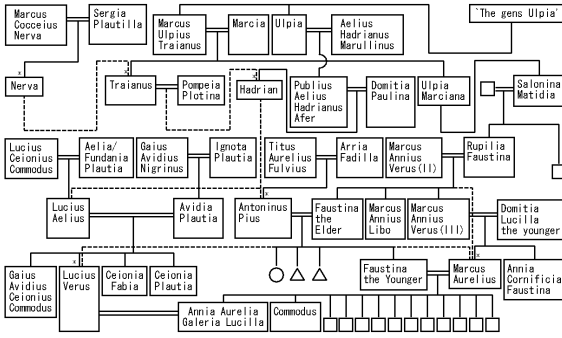 Marcus
Cocceius
Nerva
Sergia
Plautilla
Marcus
Ulpius
Traianus
Marcia
Ulpia
Aelius
Hadrianus
Marullinus
`The gens Ulpia'
x
Nerva
x
Traianus
Pompeia
Plotina
x
Hadrian
Publius
Aelius
Hadrianus
Afer
Domitia
Paulina
Ulpia
Marciana
Salonina
Matidia
Lucius
Ceionius
Commodus
Aelia/
Fundania
Plautia
Gaius
Avidius
Nigrinus
Ignota
Plautia
Titus
Aurelius
Fulvius
Arria
Fadilla
Marcus
Annius
Verus(II)
Rupilia
Faustina
Lucius
Aelius
Avidia
Plautia
x
Antoninus
Pius
Faustina
the
Elder
Marcus
Annius
Libo
Marcus
Annius
Verus(III)
Domitia
Lucilla
the younger
Gaius
Avidius
Ceionius
Commodus
x
Lucius
Verus
Ceionia
Fabia
Ceionia
Plautia
Faustina
the Younger
x
Marcus
Aurelius
Annia
Cornificia
Faustina
Annia Aurelia
Galeria Lucilla
Commodus